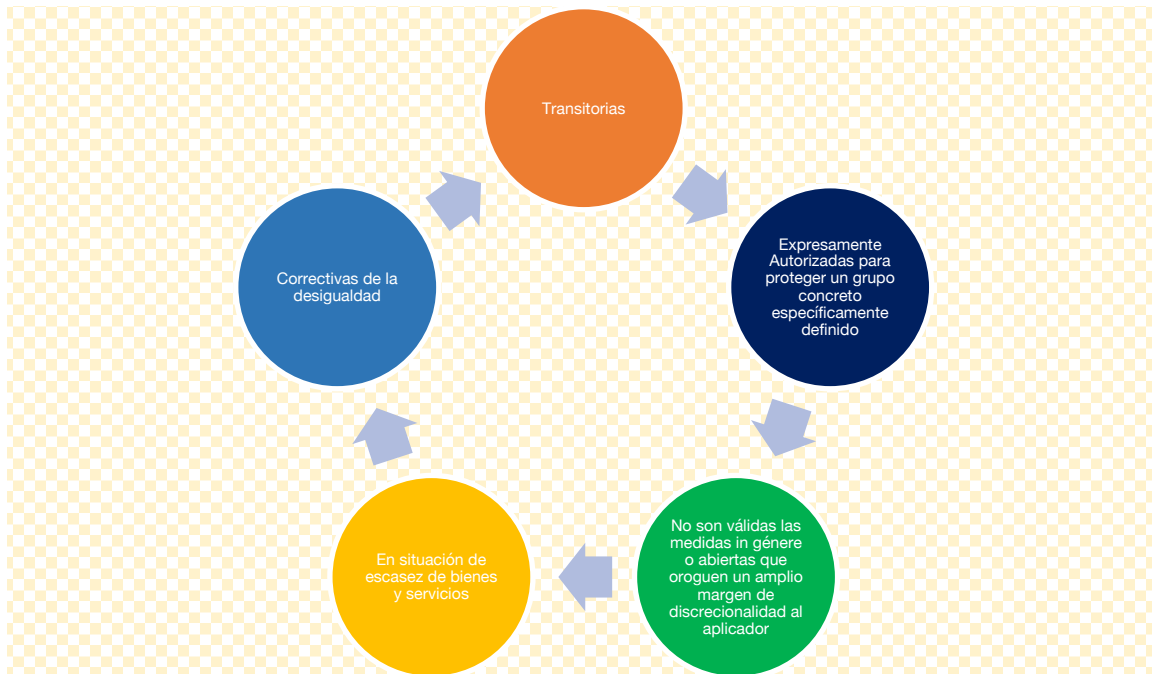 Transitorias
Expresamente
Autorizadas para
proteger un grupo
concreto
específicamente
definido
No son válidas las
medidas in génere
o abiertas que
oroguen un amplio
margen de
discrecionalidad al
aplicador
En situación de
escasez de bienes
y servicios
Correctivas de la
desigualdad